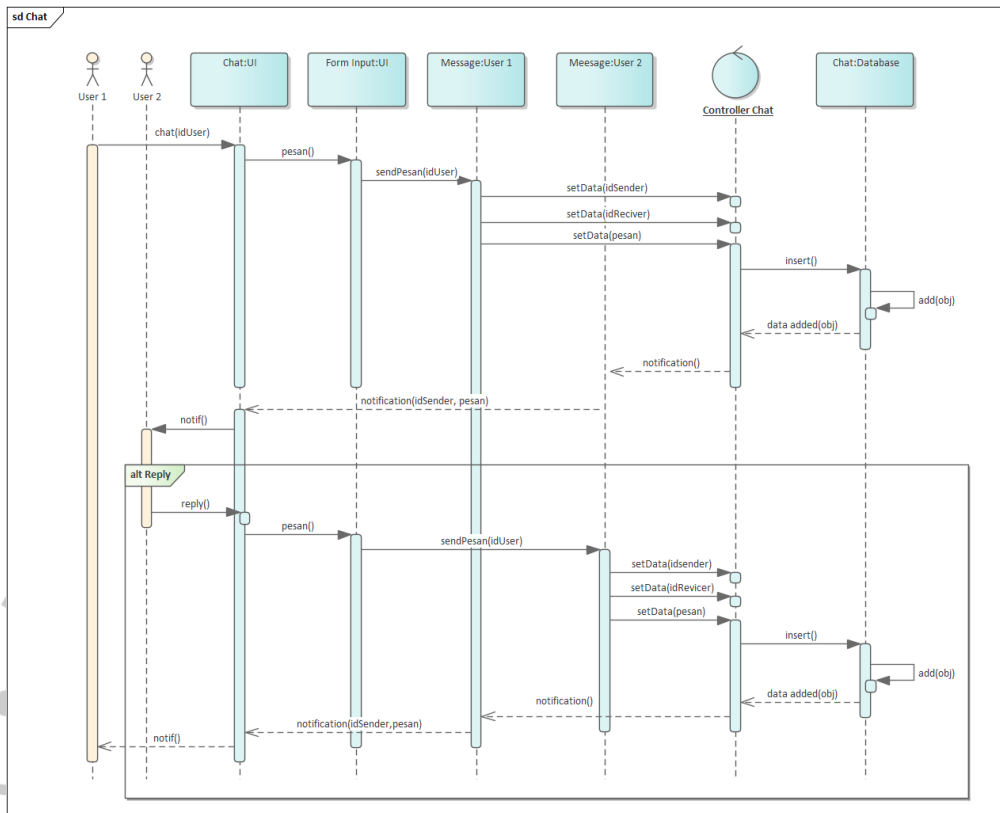 sd Chat
User 1
User 2
Chat:UI
Form Input:UI
Message:User 1
Meesage:User 2
Controller Chat
Chat:Database
chat(idUser)
pesan()
sendPesan(idUser)
setData(idSender)
setData(idReciver)
setData(pesan)
insert()
add(obj)
data added(obj)
notification()
notification(idSender, pesan)
notif()
alt Reply
reply()
pesan()
sendPesan(idUser)
setData(idsender)
setData(idRevicer)
setData(pesan)
insert()
add(obj)
data added(obj)
notification()
notification(idSender,pesan)
notif()